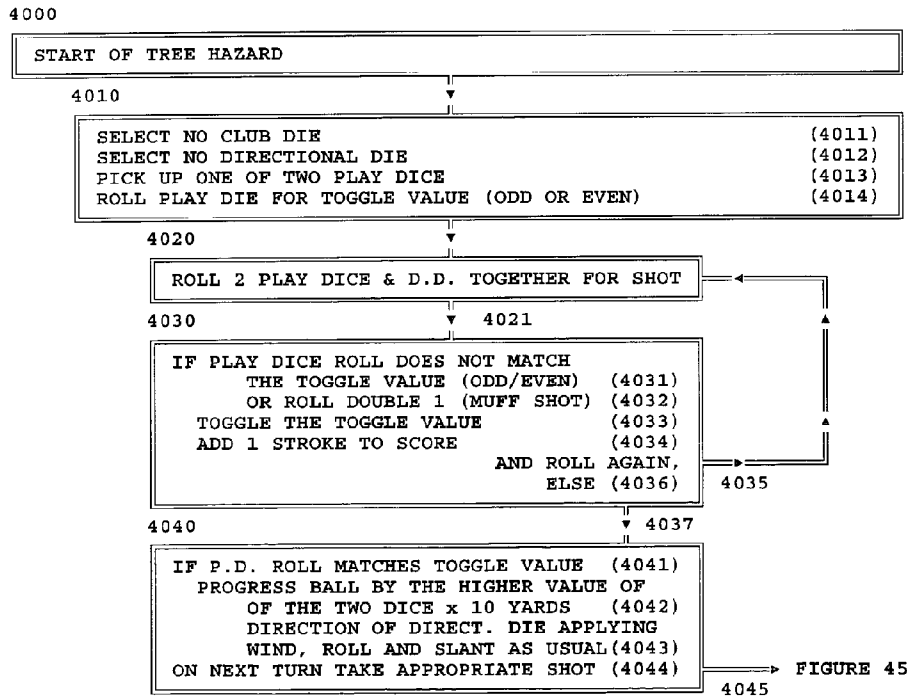 4000
START OF TREE HAZARD
4010
SELECT NO CLUB DIE (4011)
SELECT NO DIRECTIONAL DIE (4012)
PICK UP ONE OF TWO PLAY DICE (4013)
ROLL PLAY DIE FOR TOGGLE VALUE (ODD OR EVEN) (4014)
4020
ROLL 2 PLAY DICE & D.D. TOGETHER FOR SHOT
4030 4021
IF PLAY DICE ROLL DOES NOT MATCH
THE TOGGLE VALUE (ODD/EVEN) (4031)
OR ROLL DOUBLE 1 (MUFF SHOT) (4032)
TOGGLE THE TOGGLE VALUE (4033)
ADD 1 STROKE TO SCORE (4034)
AND ROLL AGAIN,
ELSE (4036) 4035
4040 4037
IF P.D. ROLL MATCHES TOGGLE VALUE (4041)
PROGRESS BALL BY THE HIGHER VALUE OF
OF THE TWO DICE x 10 YARDS (4042)
DIRECTION OF DIRECT. DIE APPLYING
WIND, ROLL AND SLANT AS USUAL(4043)
ON NEXT TURN TAKE APPROPRIATE SHOT (4044) FIGURE 45
4045